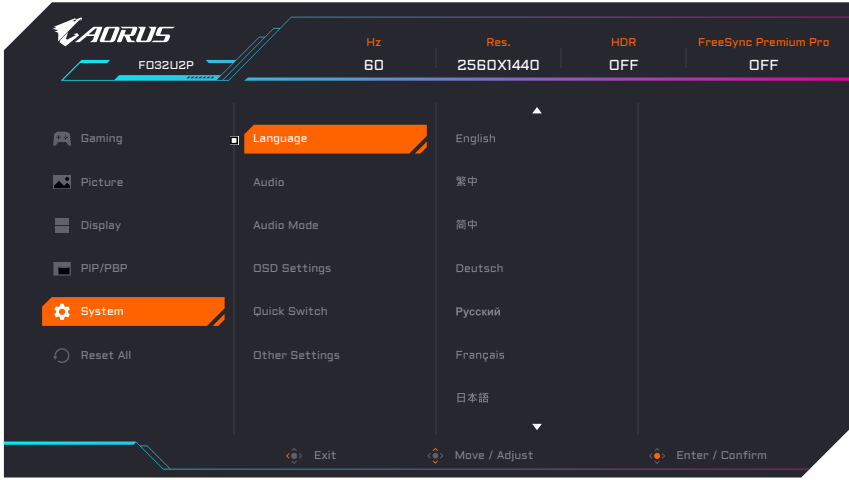 AORUS
FO32U2P
Hz Res. HDR FreeSync Premium Pro
60 2560X1440 OFF OFF
Gaming Language English
Picture Audio 繁中
Display Audio Mode 简中
PIP/PBP OSD Settings Deutsch
System Quick Switch Русский
Reset All Other Settings Français
日本語
Exit Move / Adjust Enter / Confirm